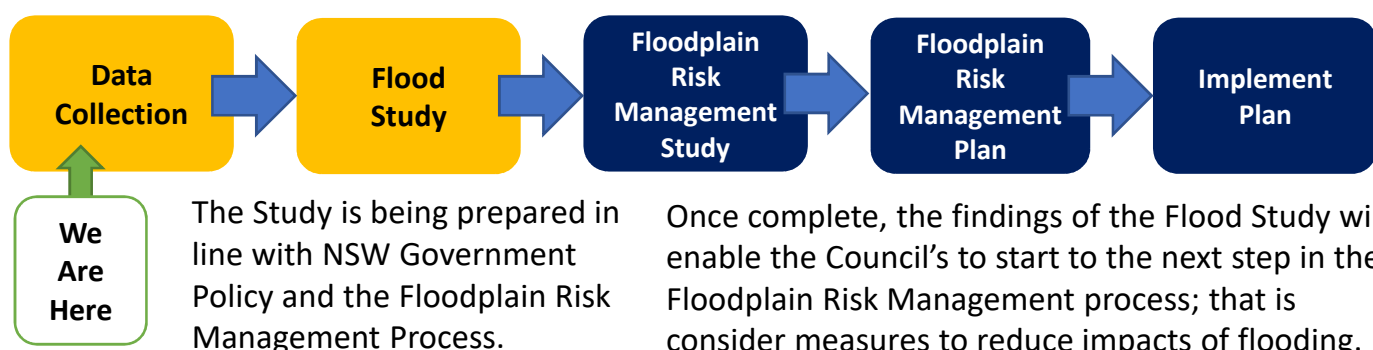 Data
Collection
Flood
Study
Floodplain
Risk
Management
Study
Floodplain
Risk
Management
Plan
Implement
Plan
We
Are
Here
The Study is being prepared in
line with NSW Government
Policy and the Floodplain Risk
Management Process.
Once complete, the findings of the Flood Study wi
enable the Council's to start to the next step in the
Floodplain Risk Management process; that is
consider measures to reduce impacts of flooding.